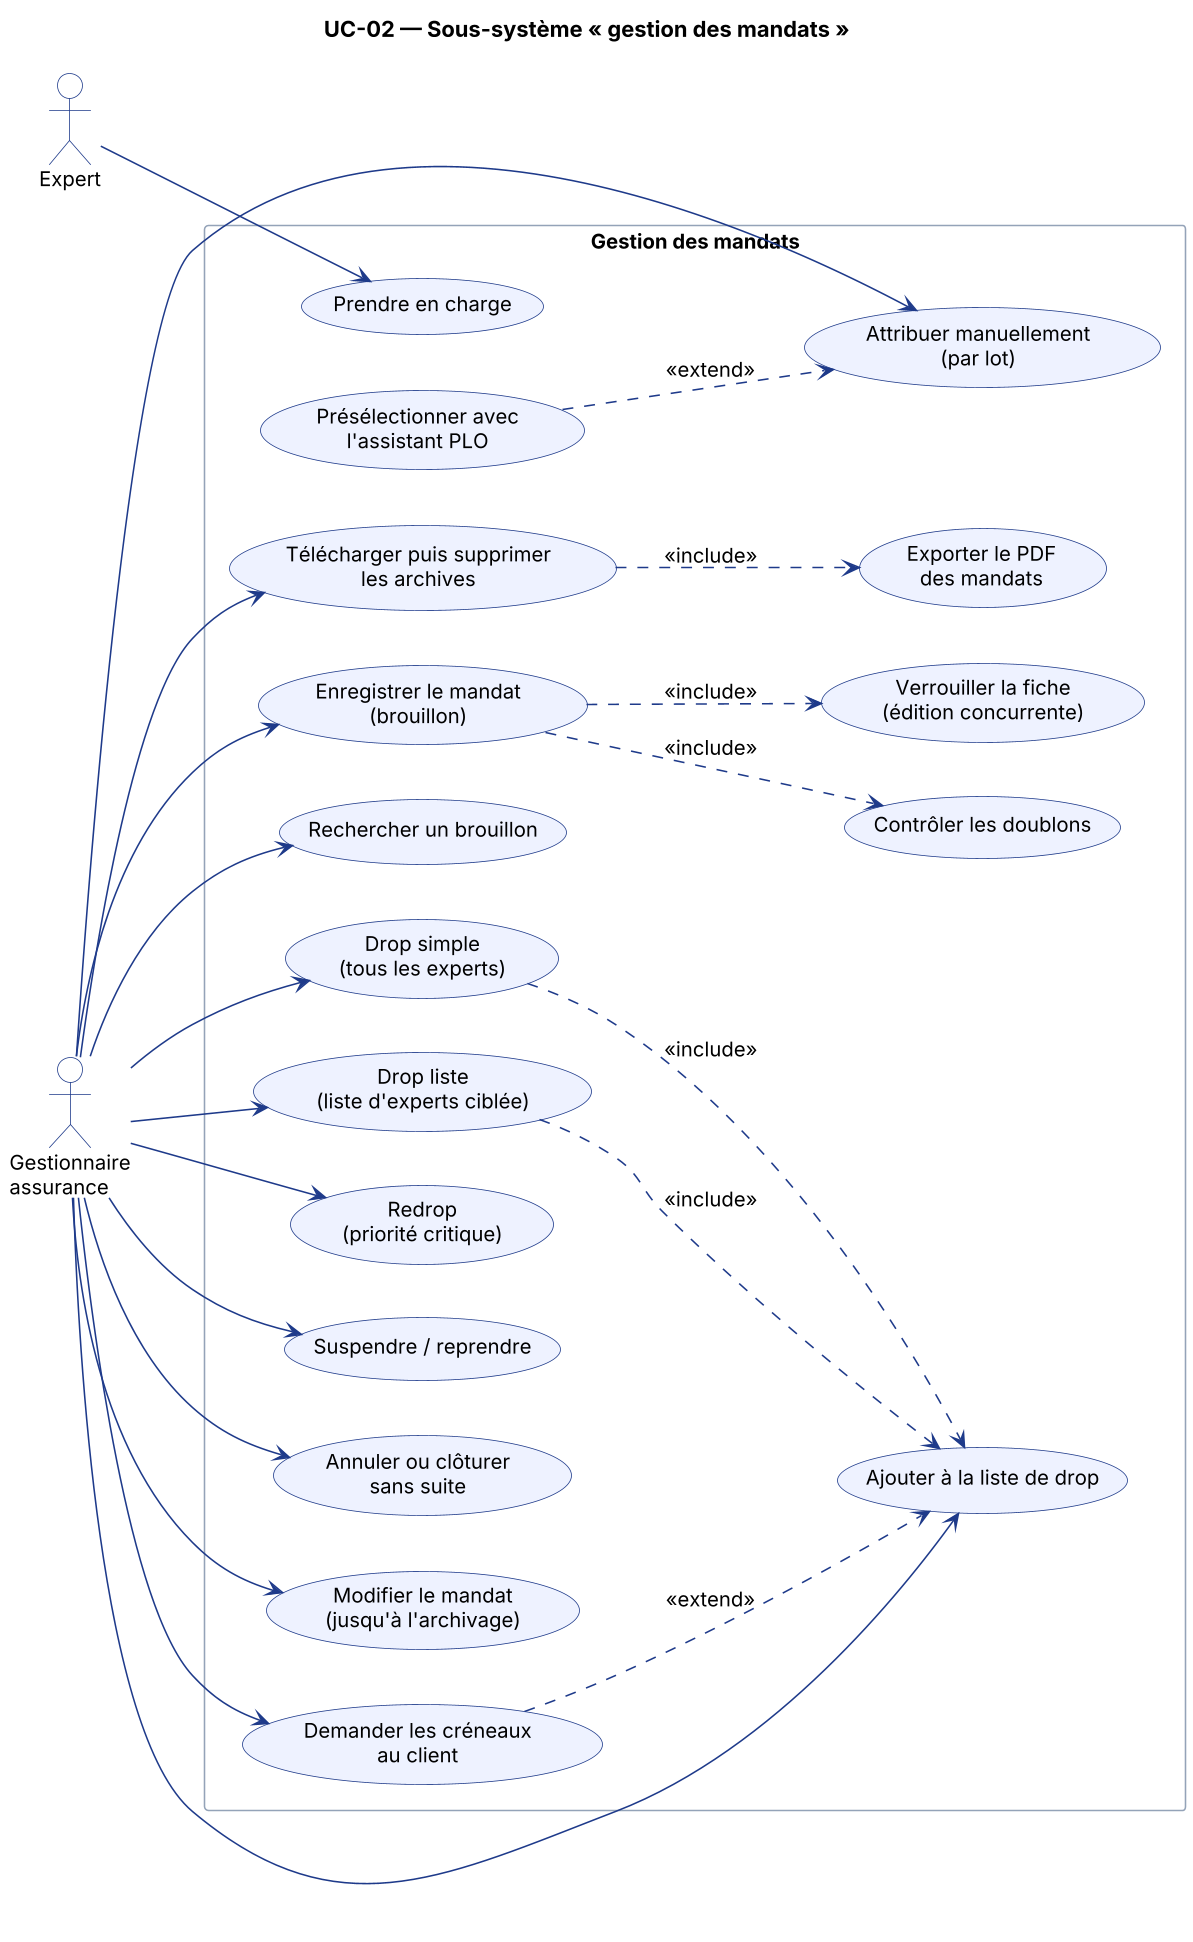 UC-02 — Sous-système « gestion des mandats »
Expert
Gestion des mandats
Prendre en charge
Attribuer manuellement
(par lot)
«extend»
Présélectionner avec
l'assistant PLO
Télécharger puis supprimer
les archives
«include»
Exporter le PDF
des mandats
Enregistrer le mandat
(brouillon)
«include»
Verrouiller la fiche
(édition concurrente)
«include»
Contrôler les doublons
Rechercher un brouillon
Drop simple
(tous les experts)
«include»
Drop liste
(liste d'experts ciblée)
Gestionnaire
assurance
«include»
Redrop
(priorité critique)
Suspendre / reprendre
Annuler ou clôturer
sans suite
Ajouter à la liste de drop
Modifier le mandat
(jusqu'à l'archivage)
«extend»
Demander les créneaux
au client